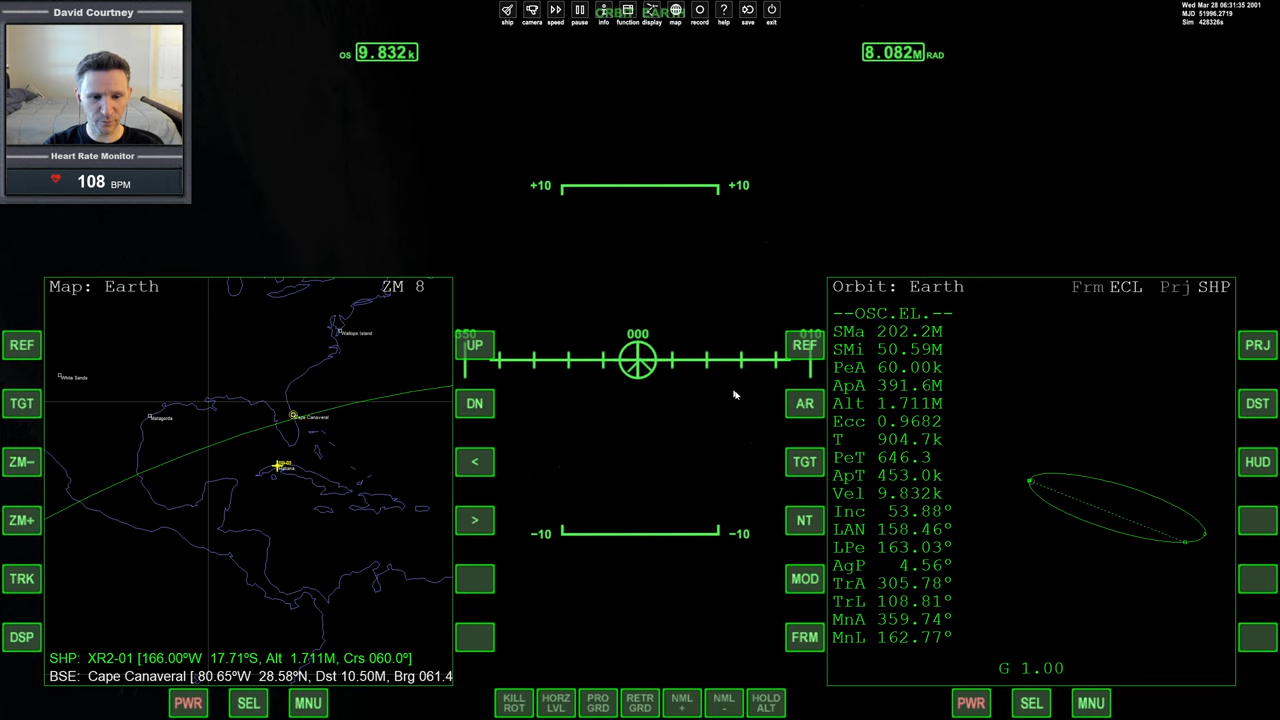 David Courtney
Heart Rate Monitor
108 BPM
ship camera speed pause info function display map record help save exit
ORBIT EARTH
Wed Mar 28 06:31:35 2001
MJD 51996.2719
Sim 428326s
OS 9.832k
8.082M RAD
+10 +10
350 000 010
-10 -10
Map: Earth ZM 8
Wallops Island
White Sands
Matagorda
Cape Canaveral
Habana
SHP: XR2-01 [166.00ºW 17.71ºS, Alt 1.711M, Crs 060.0º]
BSE: Cape Canaveral [ 80.65ºW 28.58ºN, Dst 10.50M, Brg 061.4
REF
TGT
ZM-
ZM+
TRK
DSP
UP
DN
<
>
PWR SEL MNU
KILL ROT
HORZ LVL
PRO GRD
RETR GRD
NML +
NML -
HOLD ALT
Orbit: Earth Frm ECL Prj SHP
--OSC.EL.--
SMa 202.2M
SMi 50.59M
PeA 60.00k
ApA 391.6M
Alt 1.711M
Ecc 0.9682
T 904.7k
PeT 646.3
ApT 453.0k
Vel 9.832k
Inc 53.88°
LAN 158.46°
LPe 163.03°
AgP 4.56°
TrA 305.78°
TrL 108.81°
MnA 359.74°
MnL 162.77°
G 1.00
REF
AR
TGT
NT
MOD
FRM
PRJ
DST
HUD
PWR SEL MNU